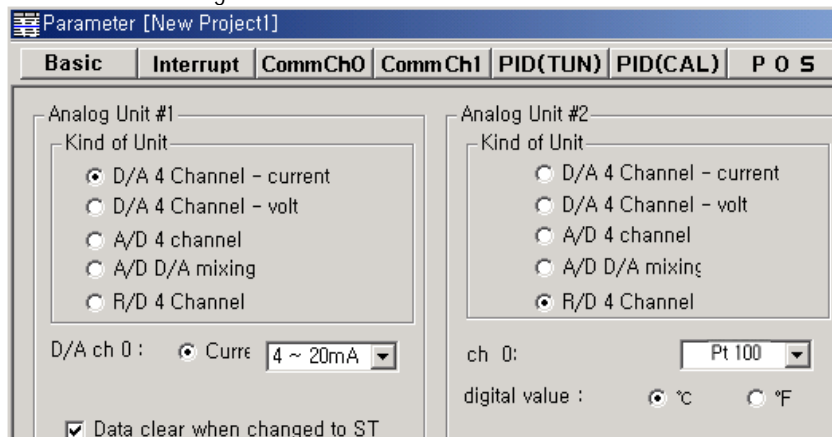 Parameter [New Project1]
Basic Interrupt CommCh0 CommCh1 PID(TUN) PID(CAL) P O S
Analog Unit #1
Kind of Unit
D/A 4 Channel - current
D/A 4 Channel - volt
A/D 4 channel
A/D D/A mixing
R/D 4 Channel
D/A ch 0 : Curre 4 ~ 20mA
Data clear when changed to ST
Analog Unit #2
Kind of Unit
D/A 4 Channel - current
D/A 4 Channel - volt
A/D 4 channel
A/D D/A mixing
R/D 4 Channel
ch 0: Pt 100
digital value : ℃ ℉